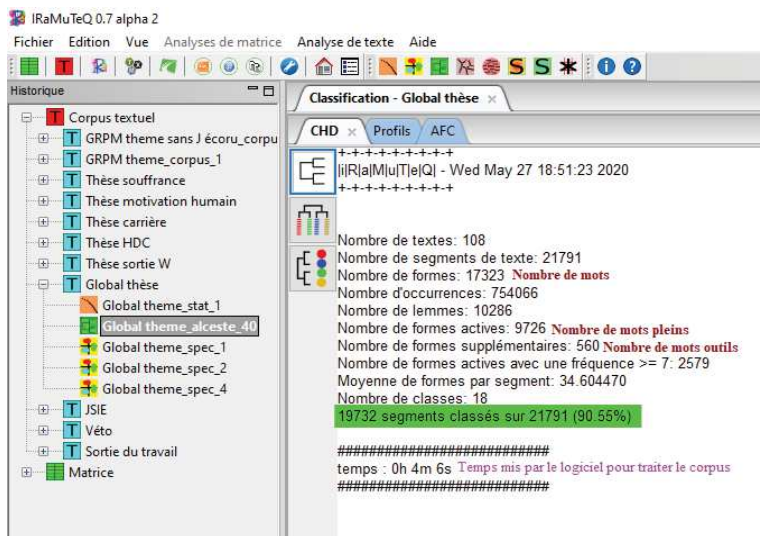 IRaMuTeQ 0.7 alpha 2
Fichier Edition Vue Analyses de matrice Analyse de texte Aide
Historique
Corpus textuel
GRPM theme sans J écoru_corpu
GRPM theme_corpus_1
Thèse souffrance
Thèse motivation humain
Thèse carrière
Thèse HDC
Thèse sortie W
Global thèse
Global theme_stat_1
Global theme_alceste_40
Global theme_spec_1
Global theme_spec_2
Global theme_spec_4
JSIE
Véto
Sortie du travail
Matrice
Classification - Global thèse
CHD Profils AFC
+-+-+-+-+-+-+-+-+
|i|R|a|M|u|T|e|Q| - Wed May 27 18:51:23 2020
+-+-+-+-+-+-+-+-+
Nombre de textes: 108
Nombre de segments de texte: 21791
Nombre de formes: 17323 Nombre de mots
Nombre d'occurrences: 754066
Nombre de lemmes: 10286
Nombre de formes actives: 9726 Nombre de mots pleins
Nombre de formes supplémentaires: 560 Nombre de mots outils
Nombre de formes actives avec une fréquence >= 7: 2579
Moyenne de formes par segment: 34.604470
Nombre de classes: 18
19732 segments classés sur 21791 (90.55%)
###########################
temps : 0h 4m 6s Temps mis par le logiciel pour traiter le corpus
###########################